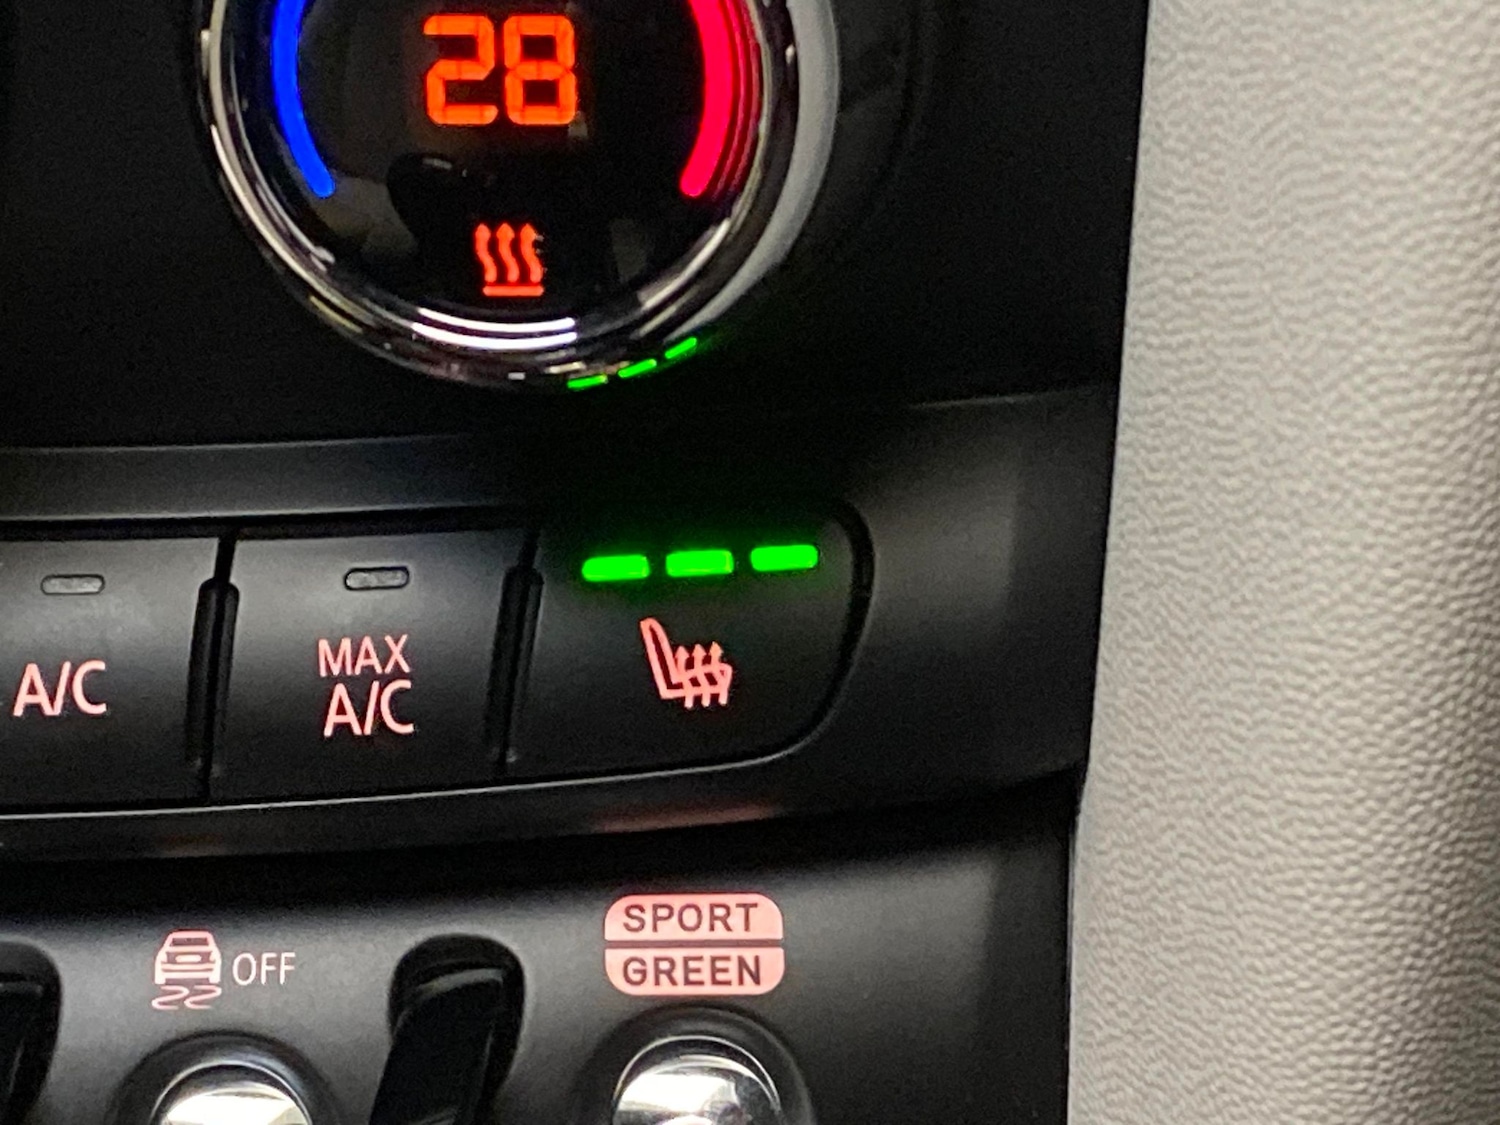 28
A/C
MAX
A/C
OFF
SPORT
GREEN